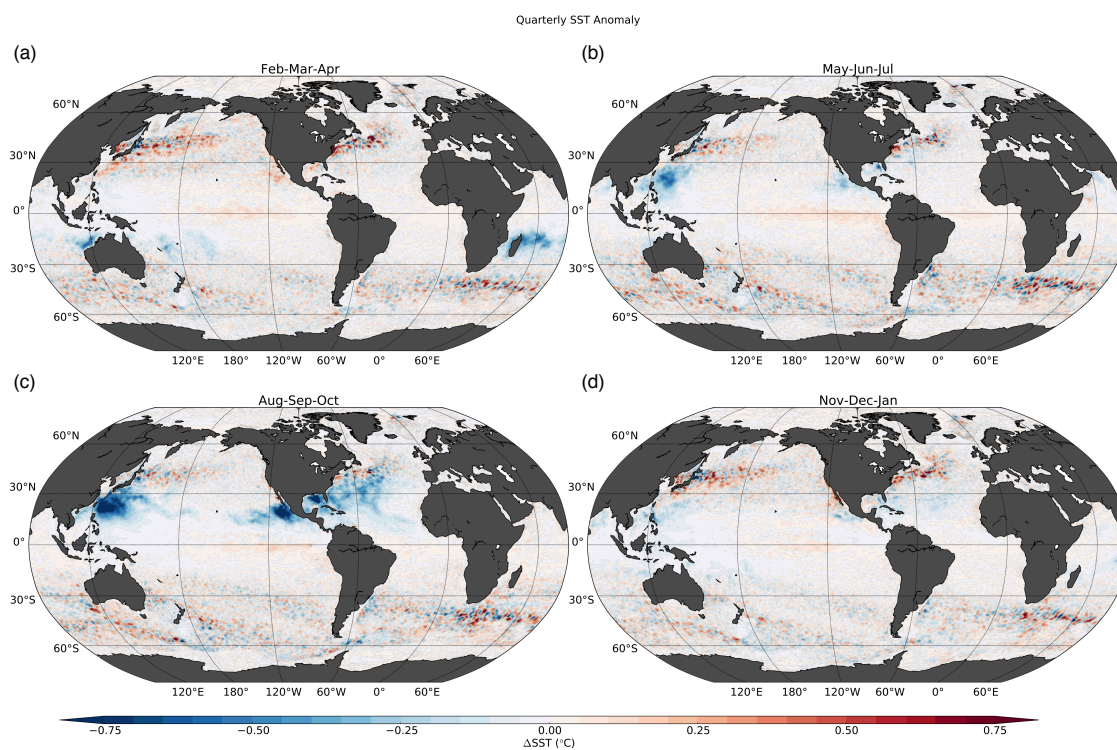 Quarterly SST Anomaly
(a)
Feb-Mar-Apr
60°N
30°N
0°
30°S
60°S
120°E 180° 120°W 60°W 0° 60°E
(b)
May-Jun-Jul
60°N
30°N
0°
30°S
60°S
120°E 180° 120°W 60°W 0° 60°E
(c)
Aug-Sep-Oct
60°N
30°N
0°
30°S
60°S
120°E 180° 120°W 60°W 0° 60°E
(d)
Nov-Dec-Jan
60°N
30°N
0°
30°S
60°S
120°E 180° 120°W 60°W 0° 60°E
−0.75 −0.50 −0.25 0.00 0.25 0.50 0.75
ΔSST (°C)